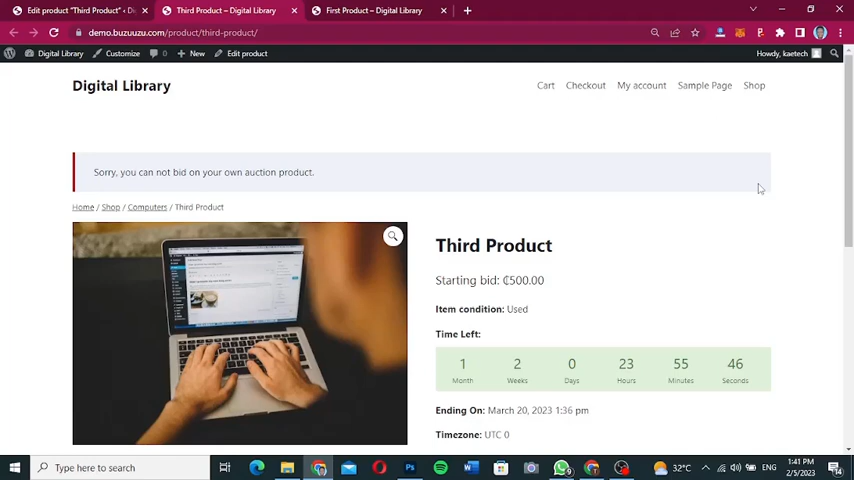 Edit product "Third Product" ‹ Di
Third Product – Digital Library
First Product – Digital Library
demo.buzuuzu.com/product/third-product/
Digital Library
Customize
0
New
Edit product
Howdy, kaetech
Digital Library
Cart
Checkout
My account
Sample Page
Shop
Sorry, you can not bid on your own auction product.
Home / Shop / Computers / Third Product
Third Product
Starting bid: ₵500.00
Item condition: Used
Time Left:
1 2 0 23 55 46
Month Weeks Days Hours Minutes Seconds
Ending On: March 20, 2023 1:36 pm
Timezone: UTC 0
Type here to search
32°C
ENG
1:41 PM
2/5/2023